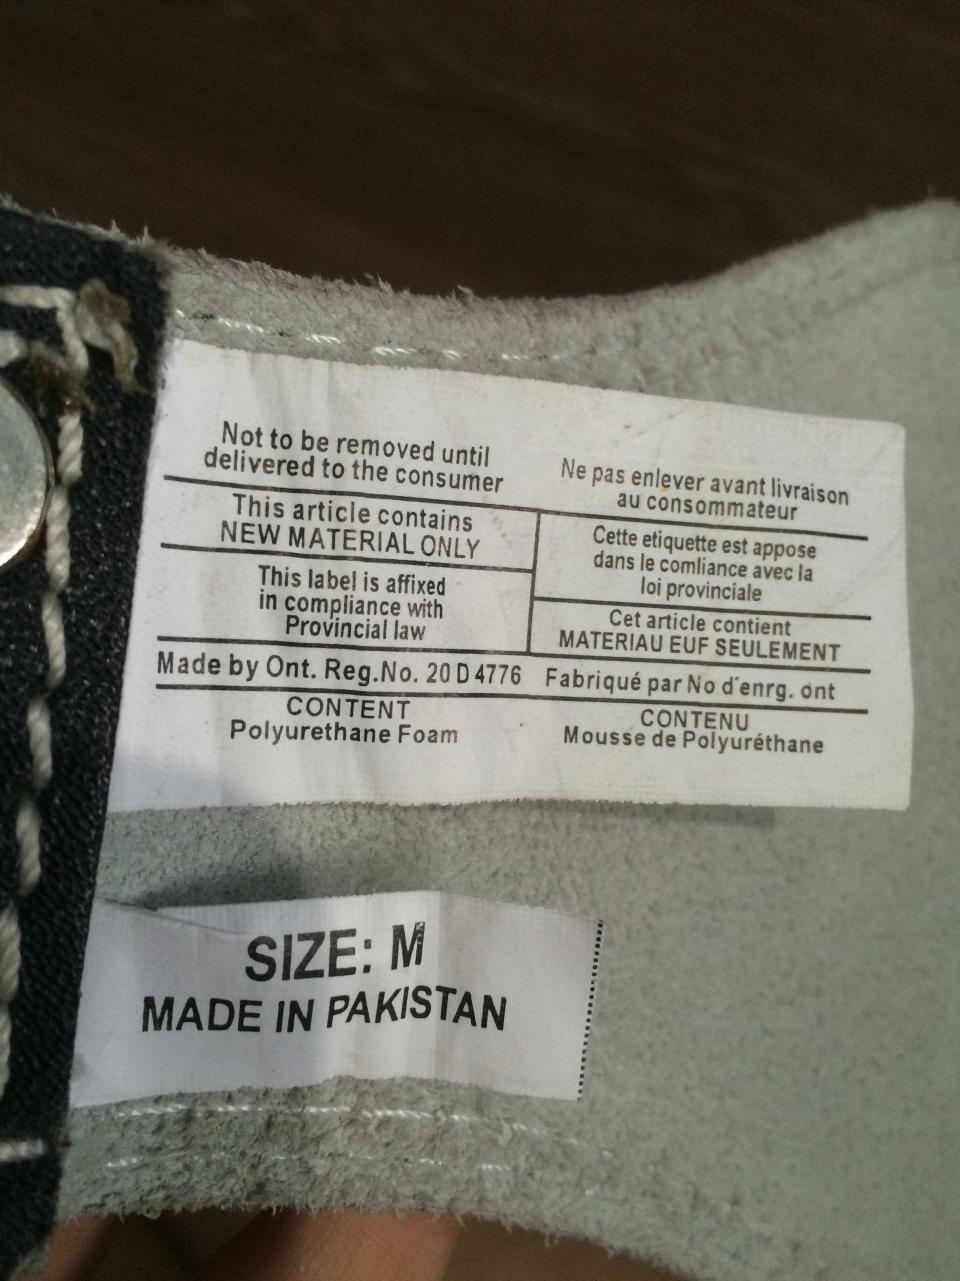 Not to be removed until
delivered to the consumer
Ne pas enlever avant livraison
au consommateur
This article contains
NEW MATERIAL ONLY
This label is affixed
in compliance with
Provincial law
Cette etiquette est appose
dans le comliance avec la
loi provinciale
Cet article contient
MATERIAU EUF SEULEMENT
Made by Ont. Reg.No. 20 D 4776 Fabriqué par No d'enrg. ont
CONTENT
Polyurethane Foam
CONTENU
Mousse de Polyuréthane
SIZE: M
MADE IN PAKISTAN